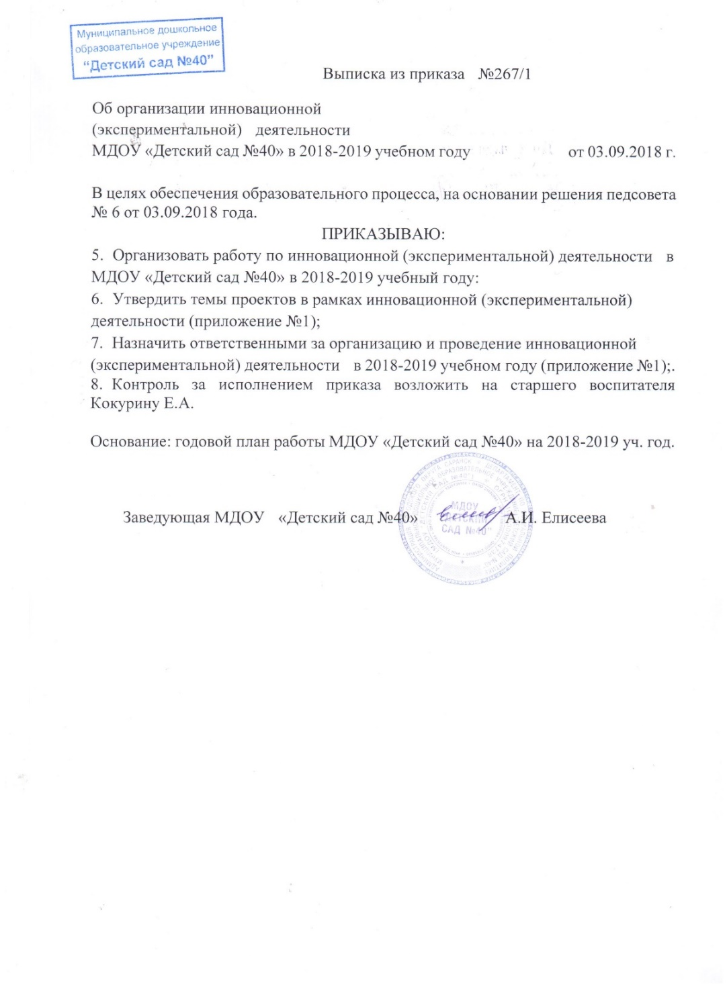 Муниципальное дошкольное
образовательное учреждение
“Детский сад №40”
Выписка из приказа №267/1
Об организации инновационной
(экспериментальной) деятельности
МДОУ «Детский сад №40» в 2018-2019 учебном году от 03.09.2018 г.
В целях обеспечения образовательного процесса, на основании решения педсовета
№ 6 от 03.09.2018 года.
ПРИКАЗЫВАЮ:
5. Организовать работу по инновационной (экспериментальной) деятельности в
МДОУ «Детский сад №40» в 2018-2019 учебный году:
6. Утвердить темы проектов в рамках инновационной (экспериментальной)
деятельности (приложение №1);
7. Назначить ответственными за организацию и проведение инновационной
(экспериментальной) деятельности в 2018-2019 учебном году (приложение №1);.
8. Контроль за исполнением приказа возложить на старшего воспитателя
Кокурину Е.А.
Основание: годовой план работы МДОУ «Детский сад №40» на 2018-2019 уч. год.
Заведующая МДОУ «Детский сад №40» А.И. Елисеева
МДОУ
"ДЕТСКИЙ
САД №40"